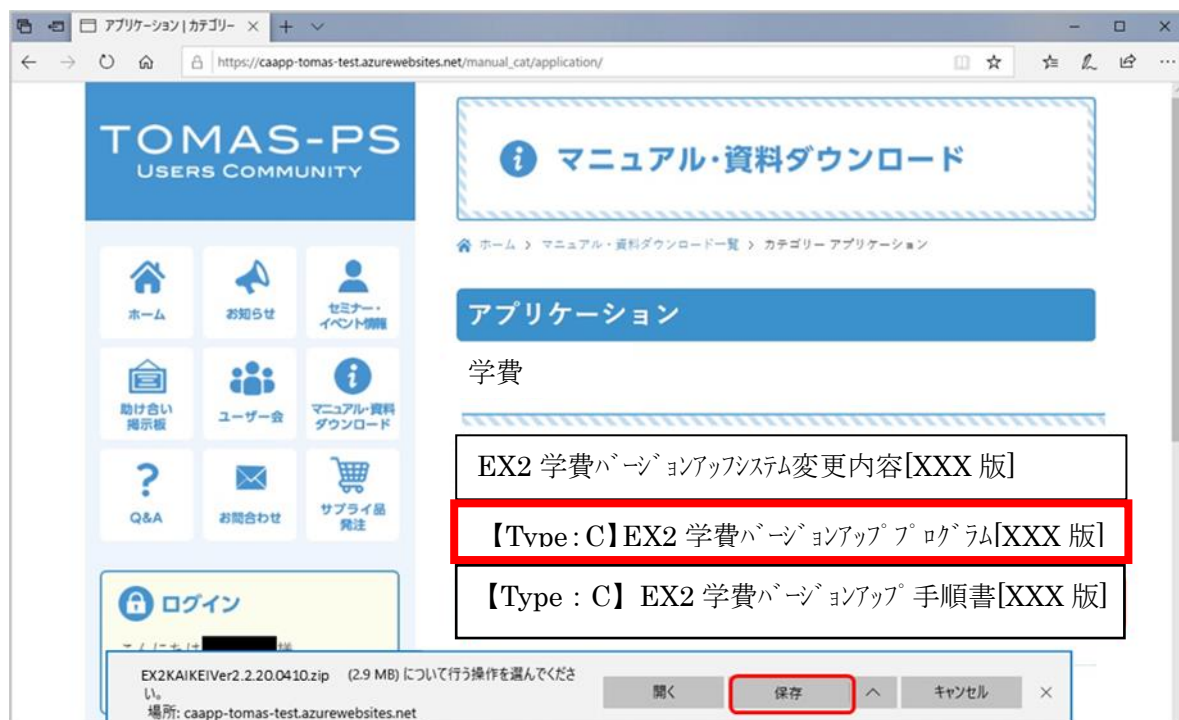 アプリケーション | カテゴリー
https://caapp-tomas-test.azurewebsites.net/manual_cat/application/
TOMAS-PS
USERS COMMUNITY
マニュアル・資料ダウンロード
ホーム > マニュアル・資料ダウンロード一覧 > カテゴリー アプリケーション
ホーム
お知らせ
セミナー・
イベント情報
アプリケーション
学費
助け合い
掲示板
ユーザー会
マニュアル・資料
ダウンロード
EX2 学費ﾊﾞｰｼﾞｮﾝｱｯﾌﾟｼｽﾃﾑ変更内容[XXX 版]
Q&A
お問合わせ
サプライ品
発注
【Type：C】EX2 学費ﾊﾞｰｼﾞｮﾝｱｯﾌﾟﾌﾟﾛｸﾞﾗﾑ[XXX 版]
【Type：C】EX2 学費ﾊﾞｰｼﾞｮﾝｱｯﾌﾟ手順書[XXX 版]
ログイン
こんにちは 様
EX2KAIKEIVer2.2.20.0410.zip (2.9 MB) について行う操作を選んでくださ
い。
場所: caapp-tomas-test.azurewebsites.net
開く
保存
キャンセル